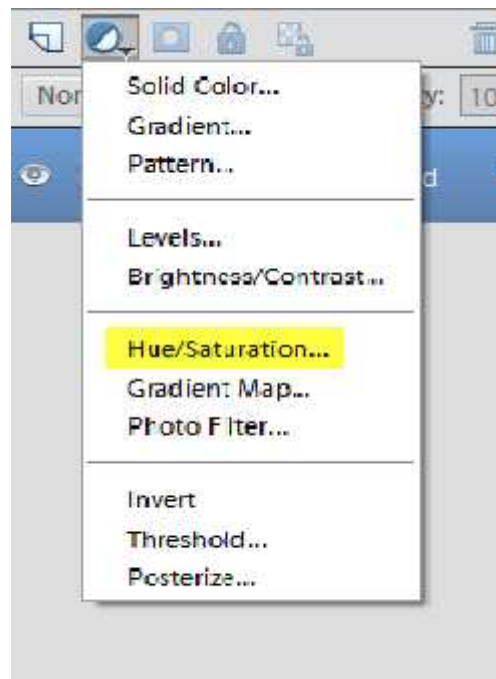 Nor
y: 10
d
Solid Color...
Gradient...
Pattern...
Levels...
Brightness/Contrast...
Hue/Saturation...
Gradient Map...
Photo Filter...
Invert
Threshold...
Posterize...